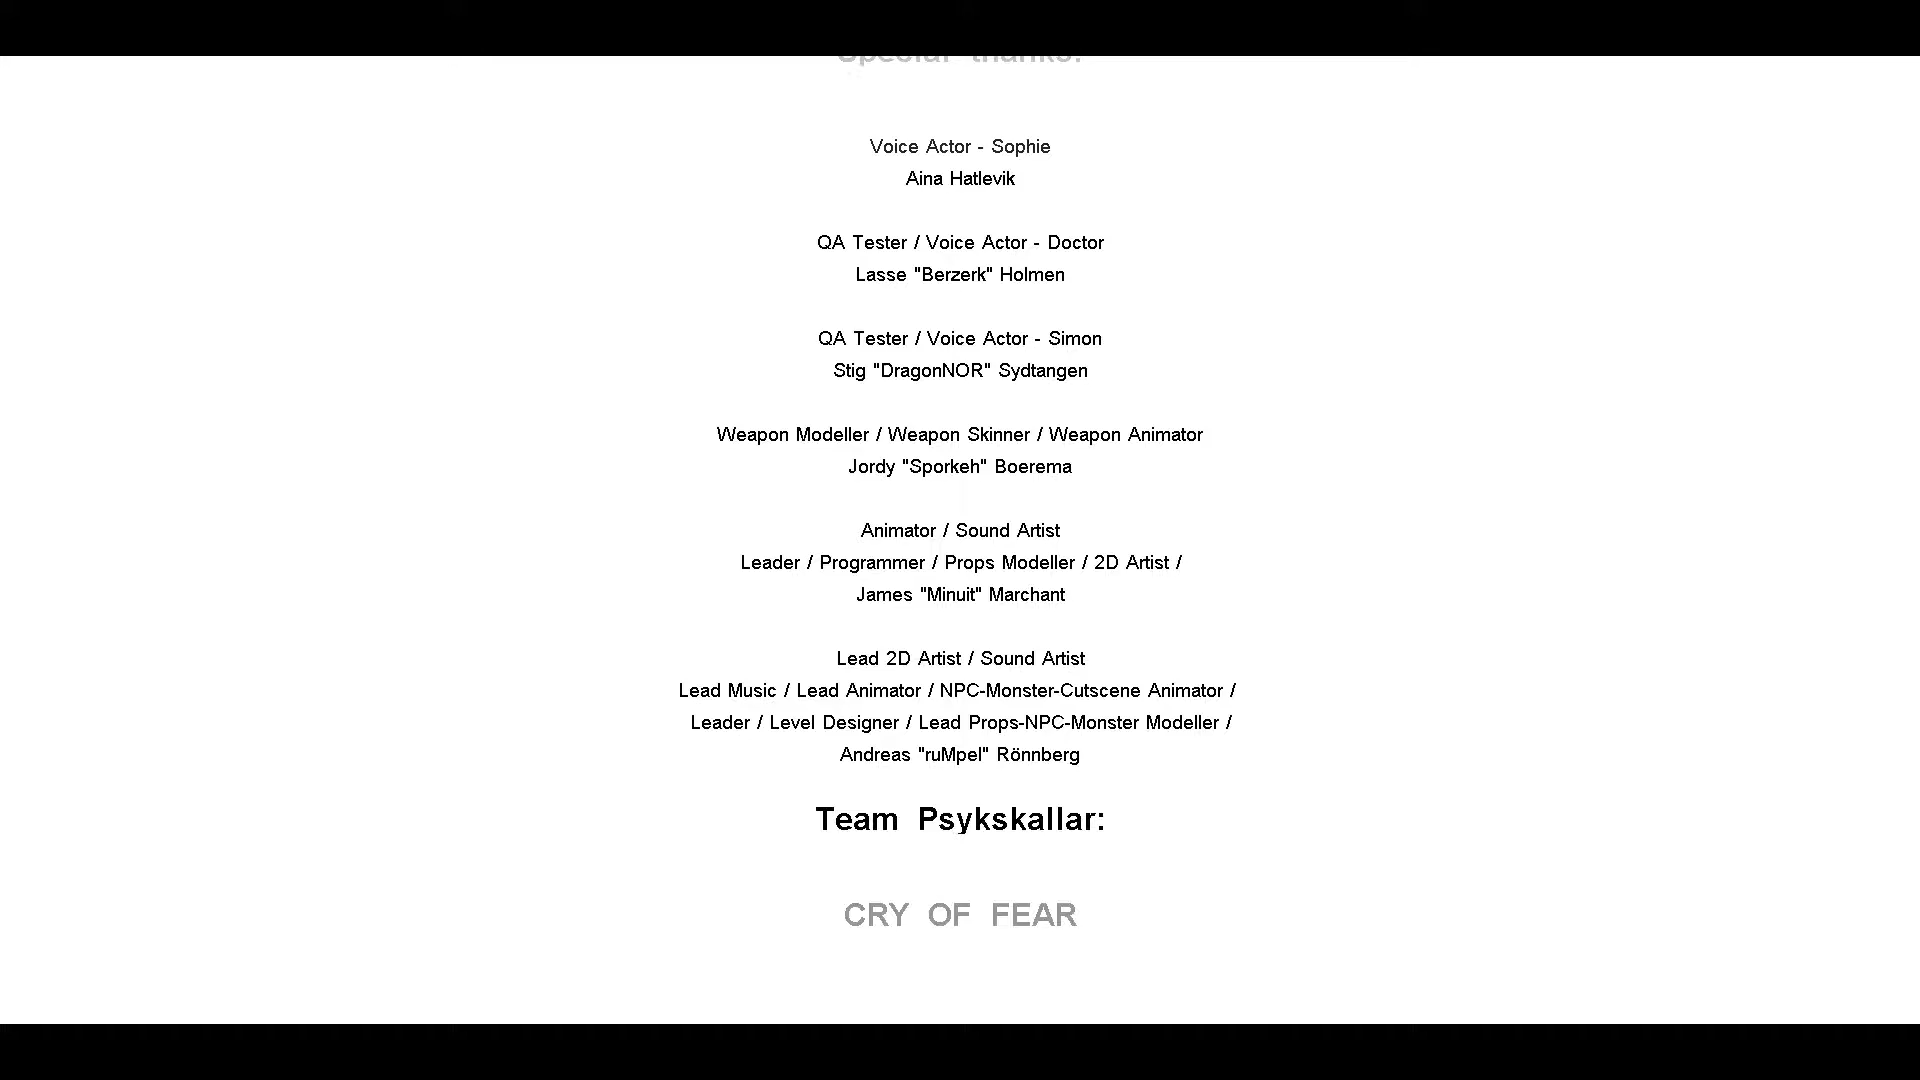 Special thanks:
Voice Actor - Sophie
Aina Hatlevik
QA Tester / Voice Actor - Doctor
Lasse "Berzerk" Holmen
QA Tester / Voice Actor - Simon
Stig "DragonNOR" Sydtangen
Weapon Modeller / Weapon Skinner / Weapon Animator
Jordy "Sporkeh" Boerema
Animator / Sound Artist
Leader / Programmer / Props Modeller / 2D Artist /
James "Minuit" Marchant
Lead 2D Artist / Sound Artist
Lead Music / Lead Animator / NPC-Monster-Cutscene Animator /
Leader / Level Designer / Lead Props-NPC-Monster Modeller /
Andreas "ruMpel" Rönnberg
Team Psykskallar:
CRY OF FEAR